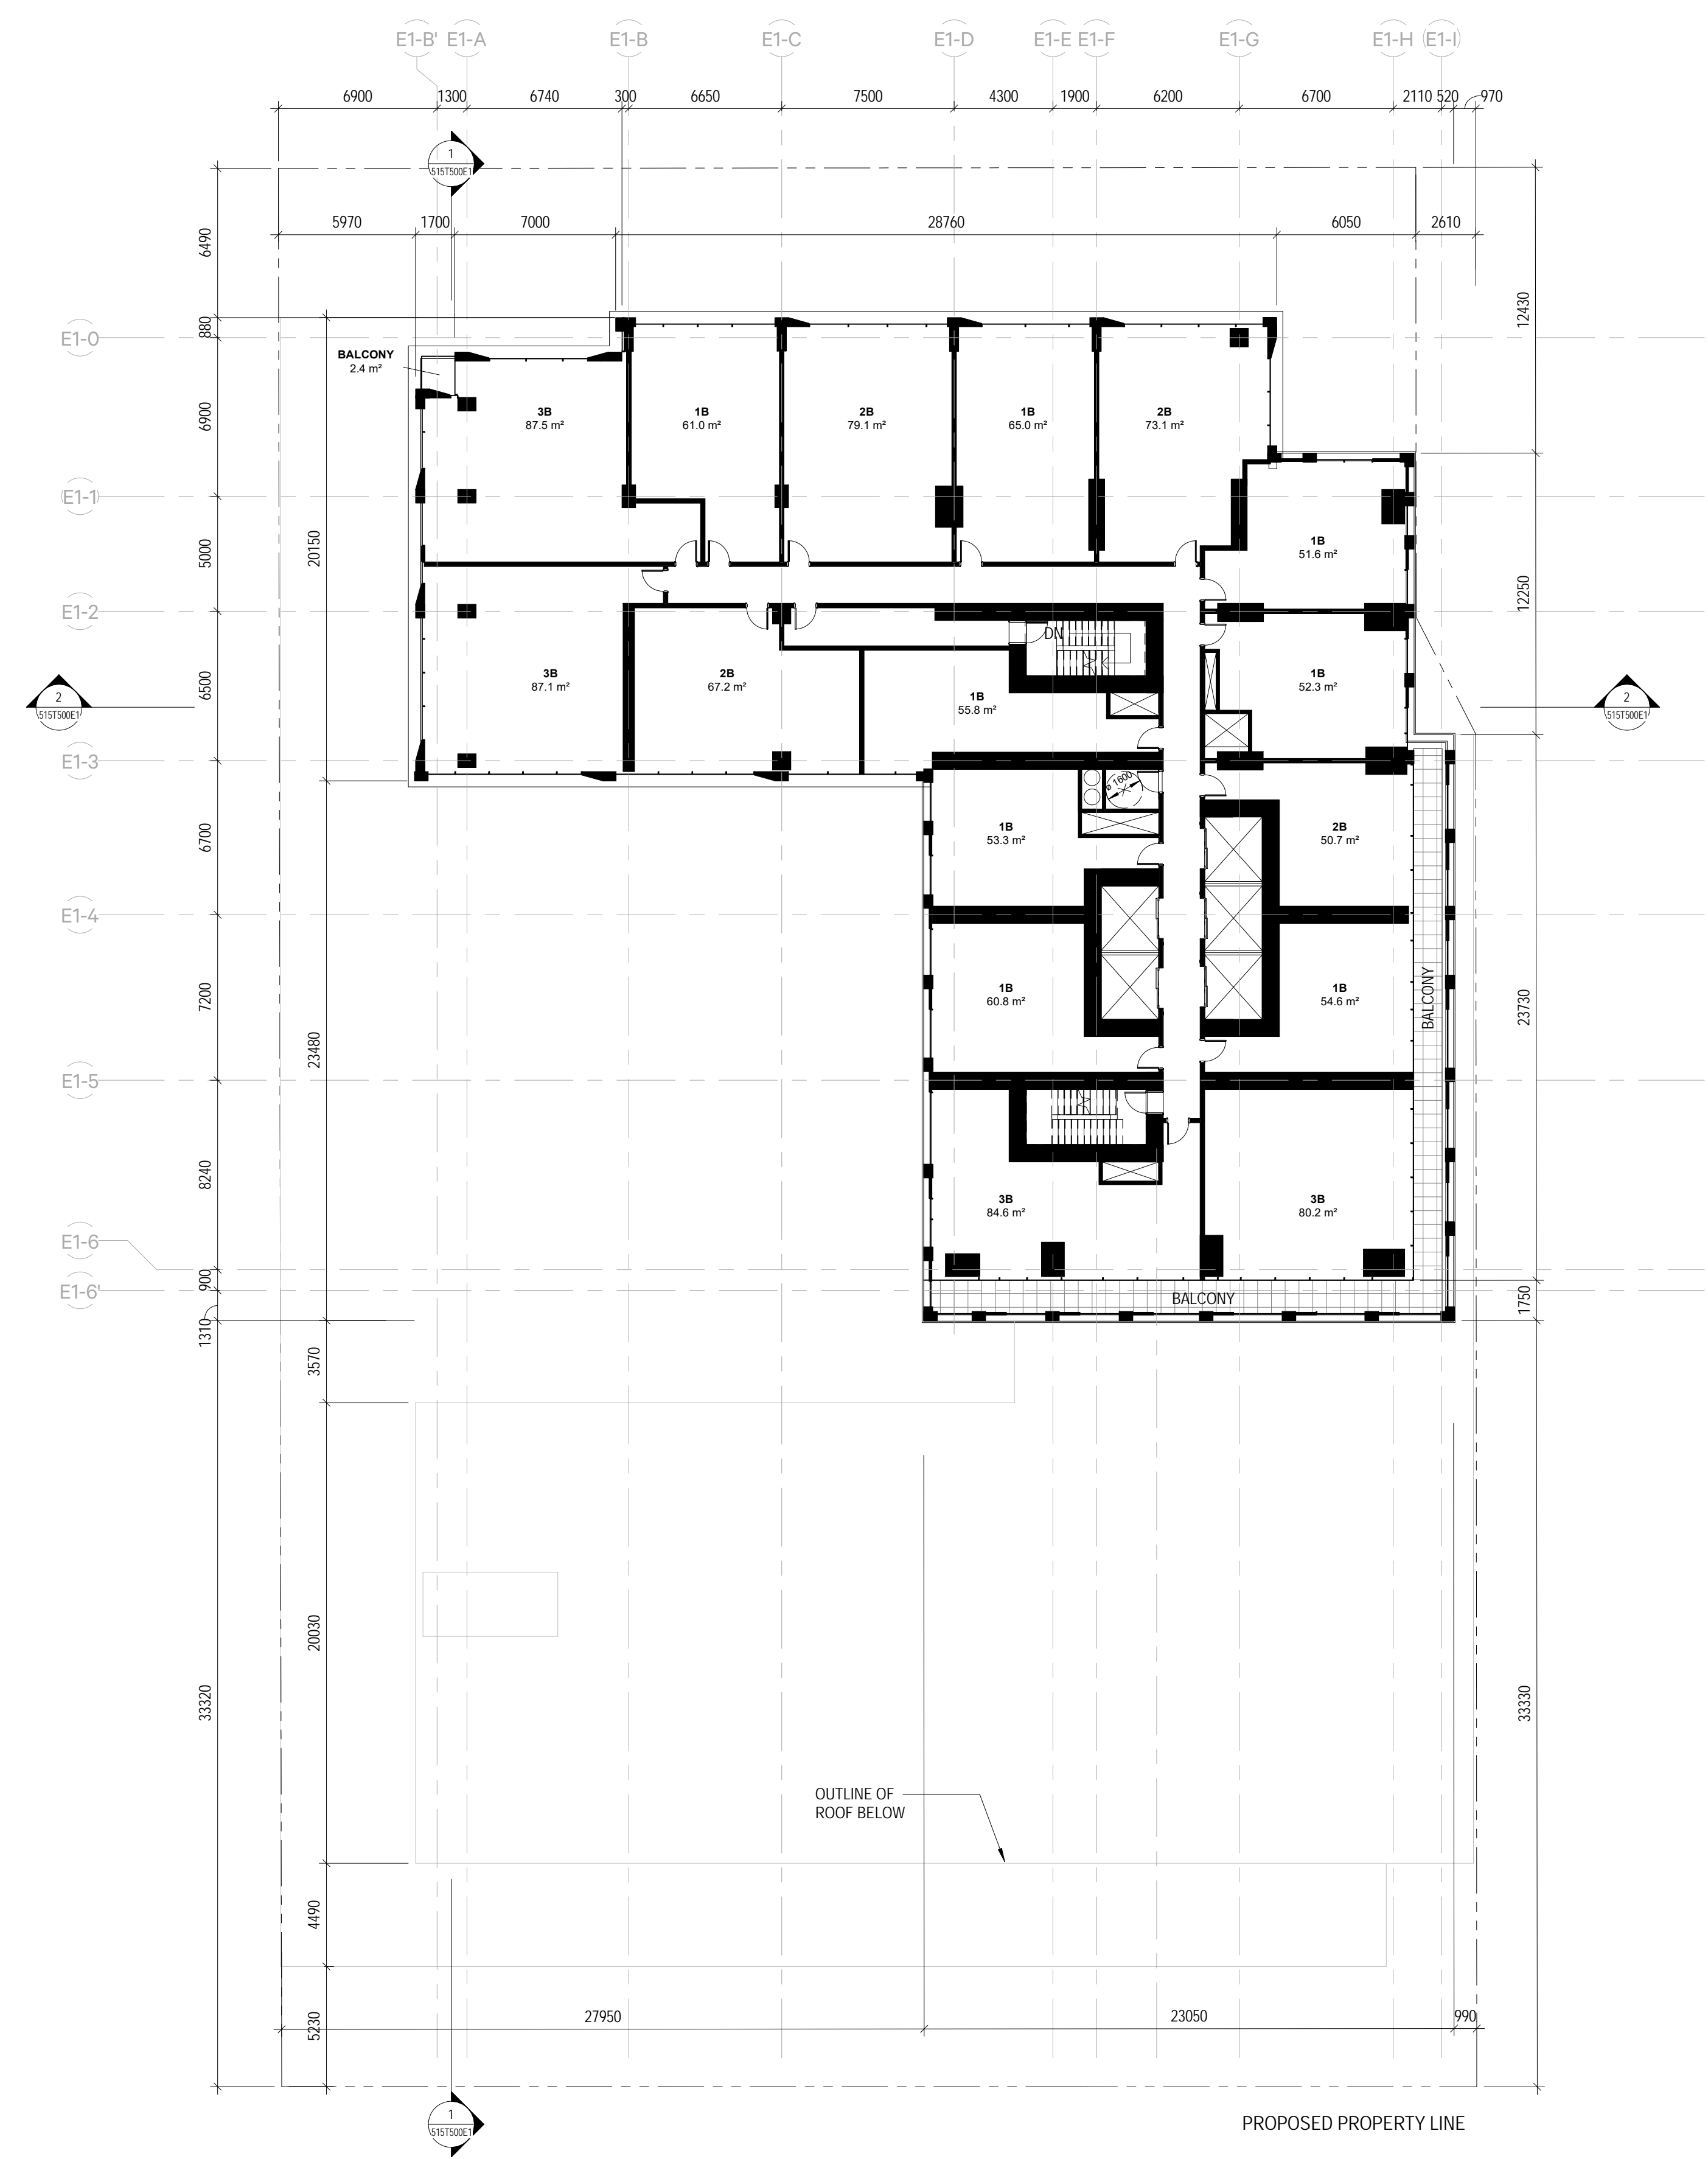 E1-B' E1-A E1-B E1-C E1-D E1-E E1-F E1-G E1-H E1-I
6900 1300 6740 300 6650 7500 4300 1900 6200 6700 2110 520 970
1
515T500E1
5970 1700 7000 28760 6050 2610
6490
12430
880
E1-0
BALCONY
2.4 m²
6900
3B
87.5 m²
1B
61.0 m²
2B
79.1 m²
1B
65.0 m²
2B
73.1 m²
E1-1
5000
20150
1B
51.6 m²
12250
E1-2
DN
6500
3B
87.1 m²
2B
67.2 m²
1B
55.8 m²
1B
52.3 m²
2
515T500E1
2
515T500E1
E1-3
ø 1600
6700
1B
53.3 m²
2B
50.7 m²
E1-4
7200
1B
60.8 m²
1B
54.6 m²
BALCONY
23730
23480
E1-5
8240
3B
84.6 m²
3B
80.2 m²
E1-6
900
E1-6'
BALCONY
1750
1310
3570
20030
33320
33330
OUTLINE OF
ROOF BELOW
4490
5230
27950 23050 990
1
515T500E1
PROPOSED PROPERTY LINE